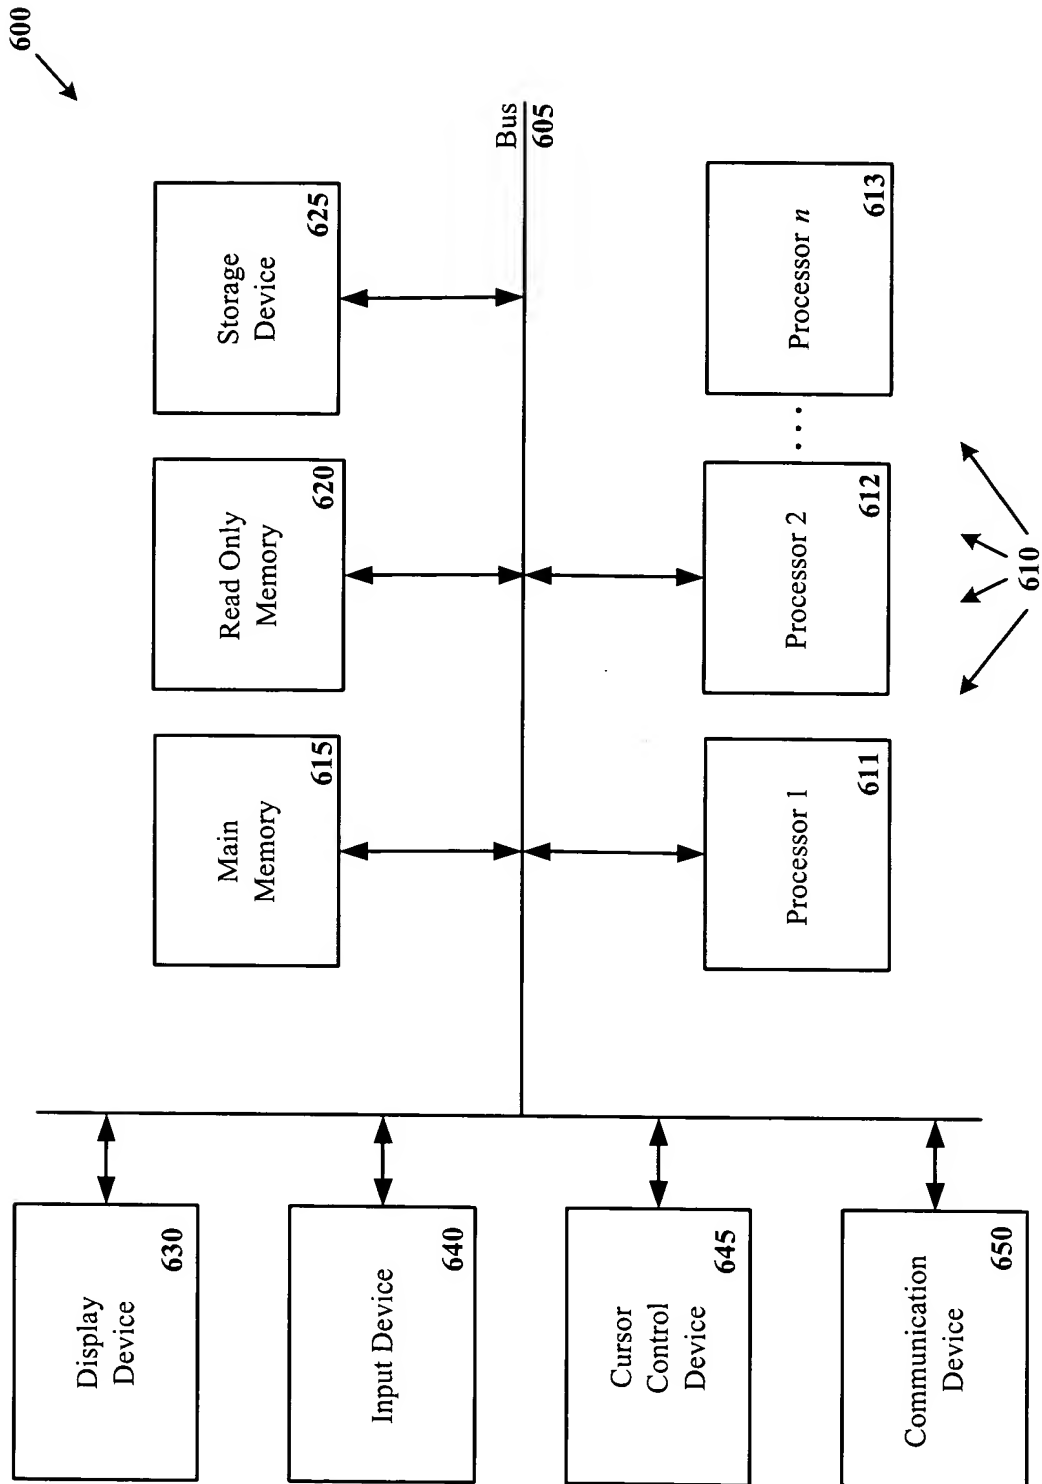 600
Bus
605
Storage
Device
625
Read Only
Memory
620
Main
Memory
615
Processor n
613
. . .
Processor 2
612
Processor 1
611
610
Display
Device
630
Input Device
640
Cursor
Control
Device
645
Communication
Device
650